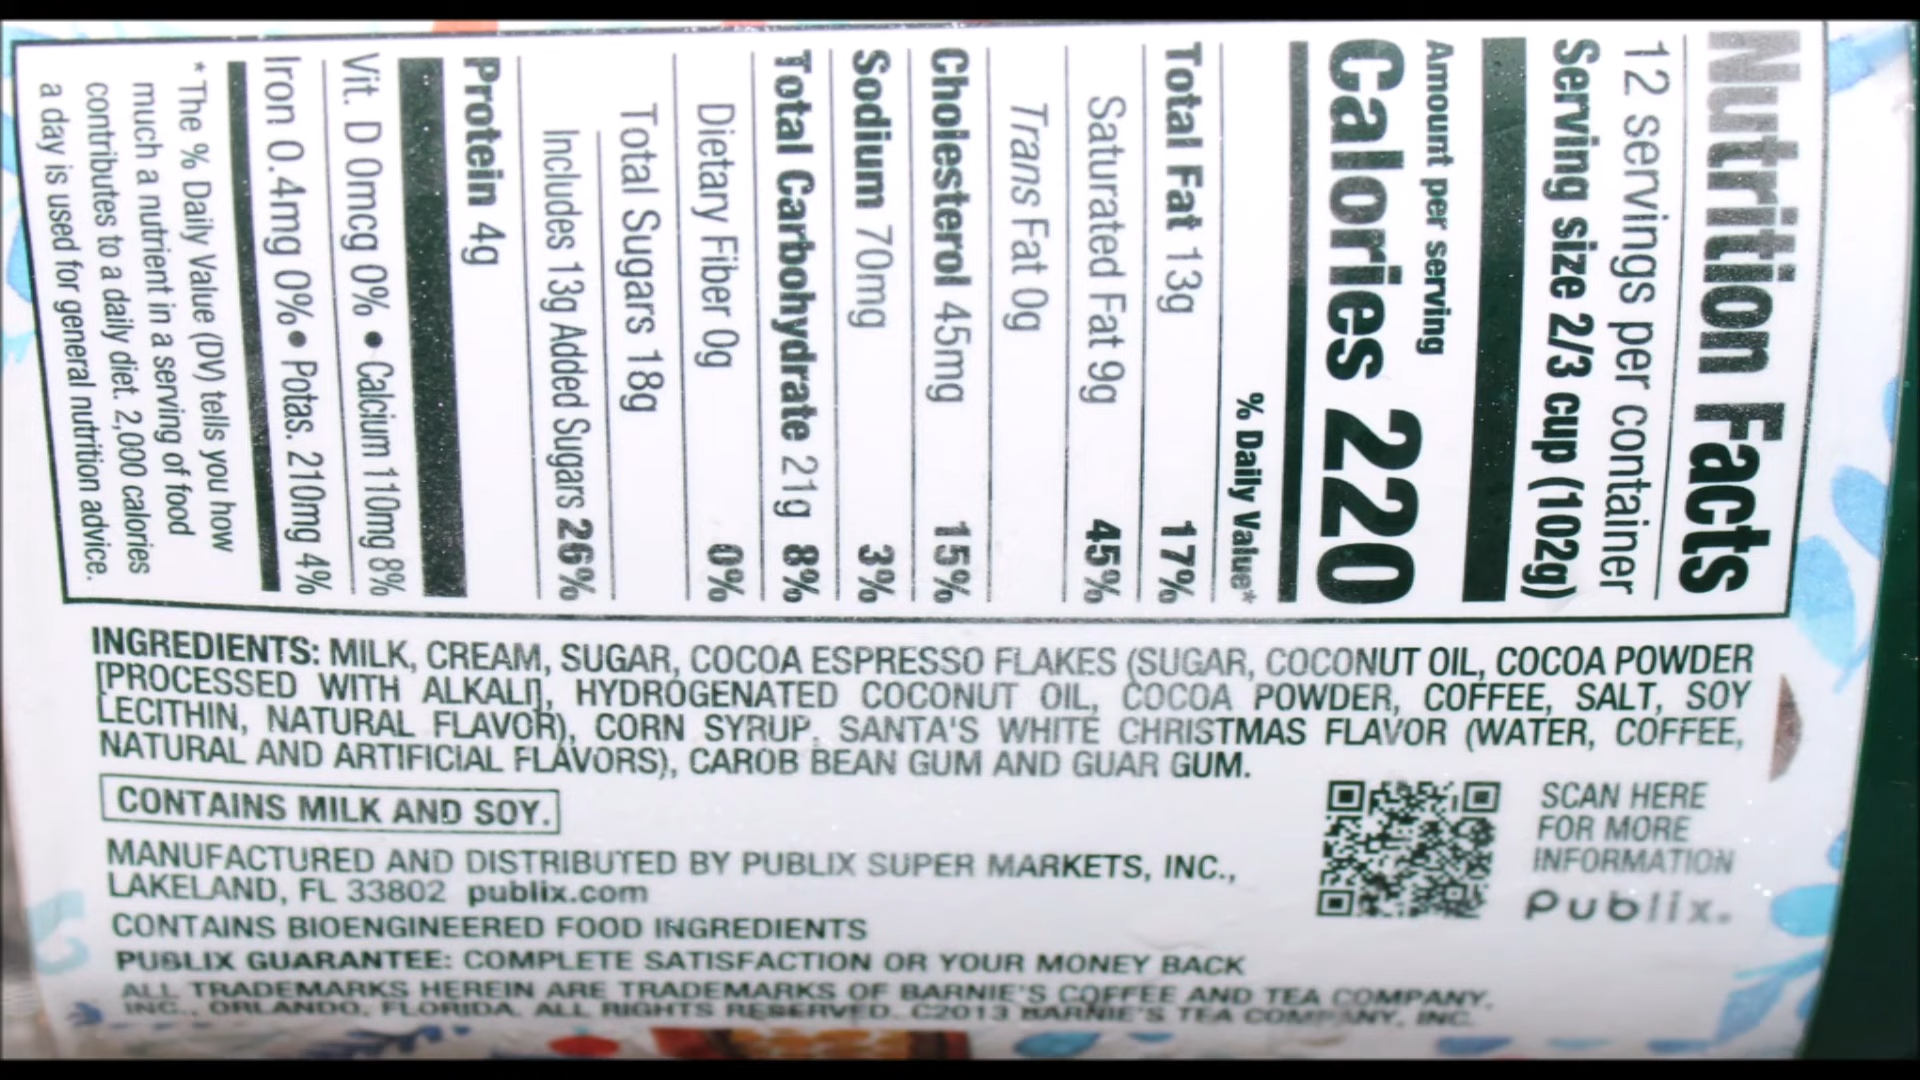 Nutrition Facts
12 servings per container
Serving size 2/3 cup (102g)
Amount per serving
Calories 220
% Daily Value*
Total Fat 13g 17%
Saturated Fat 9g 45%
Trans Fat 0g
Cholesterol 45mg 15%
Sodium 70mg 3%
Total Carbohydrate 21g 8%
Dietary Fiber 0g 0%
Total Sugars 18g
Includes 13g Added Sugars 26%
Protein 4g
Vit. D 0mcg 0% • Calcium 110mg 8%
Iron 0.4mg 0% • Potas. 210mg 4%
* The % Daily Value (DV) tells you how
much a nutrient in a serving of food
contributes to a daily diet. 2,000 calories
a day is used for general nutrition advice.
INGREDIENTS: MILK, CREAM, SUGAR, COCOA ESPRESSO FLAKES (SUGAR, COCONUT OIL, COCOA POWDER
[PROCESSED WITH ALKALI], HYDROGENATED COCONUT OIL, COCOA POWDER, COFFEE, SALT, SOY
LECITHIN, NATURAL FLAVOR), CORN SYRUP, SANTA'S WHITE CHRISTMAS FLAVOR (WATER, COFFEE,
NATURAL AND ARTIFICIAL FLAVORS), CAROB BEAN GUM AND GUAR GUM.
CONTAINS MILK AND SOY.
MANUFACTURED AND DISTRIBUTED BY PUBLIX SUPER MARKETS, INC.,
LAKELAND, FL 33802 publix.com
CONTAINS BIOENGINEERED FOOD INGREDIENTS
PUBLIX GUARANTEE: COMPLETE SATISFACTION OR YOUR MONEY BACK
ALL TRADEMARKS HEREIN ARE TRADEMARKS OF BARNIE'S COFFEE AND TEA COMPANY,
INC., ORLANDO, FLORIDA. ALL RIGHTS RESERVED. C2013 BARNIE'S TEA COMPANY, INC.
SCAN HERE
FOR MORE
INFORMATION
Publix.